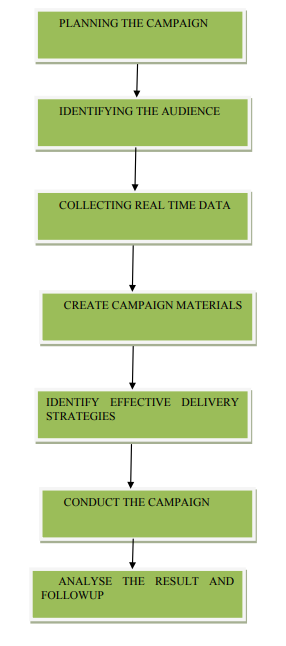 PLANNING THE CAMPAIGN
IDENTIFYING THE AUDIENCE
COLLECTING REAL TIME DATA
CREATE CAMPAIGN MATERIALS
IDENTIFY EFFECTIVE DELIVERY
STRATEGIES
CONDUCT THE CAMPAIGN
ANALYSE THE RESULT AND
FOLLOWUP